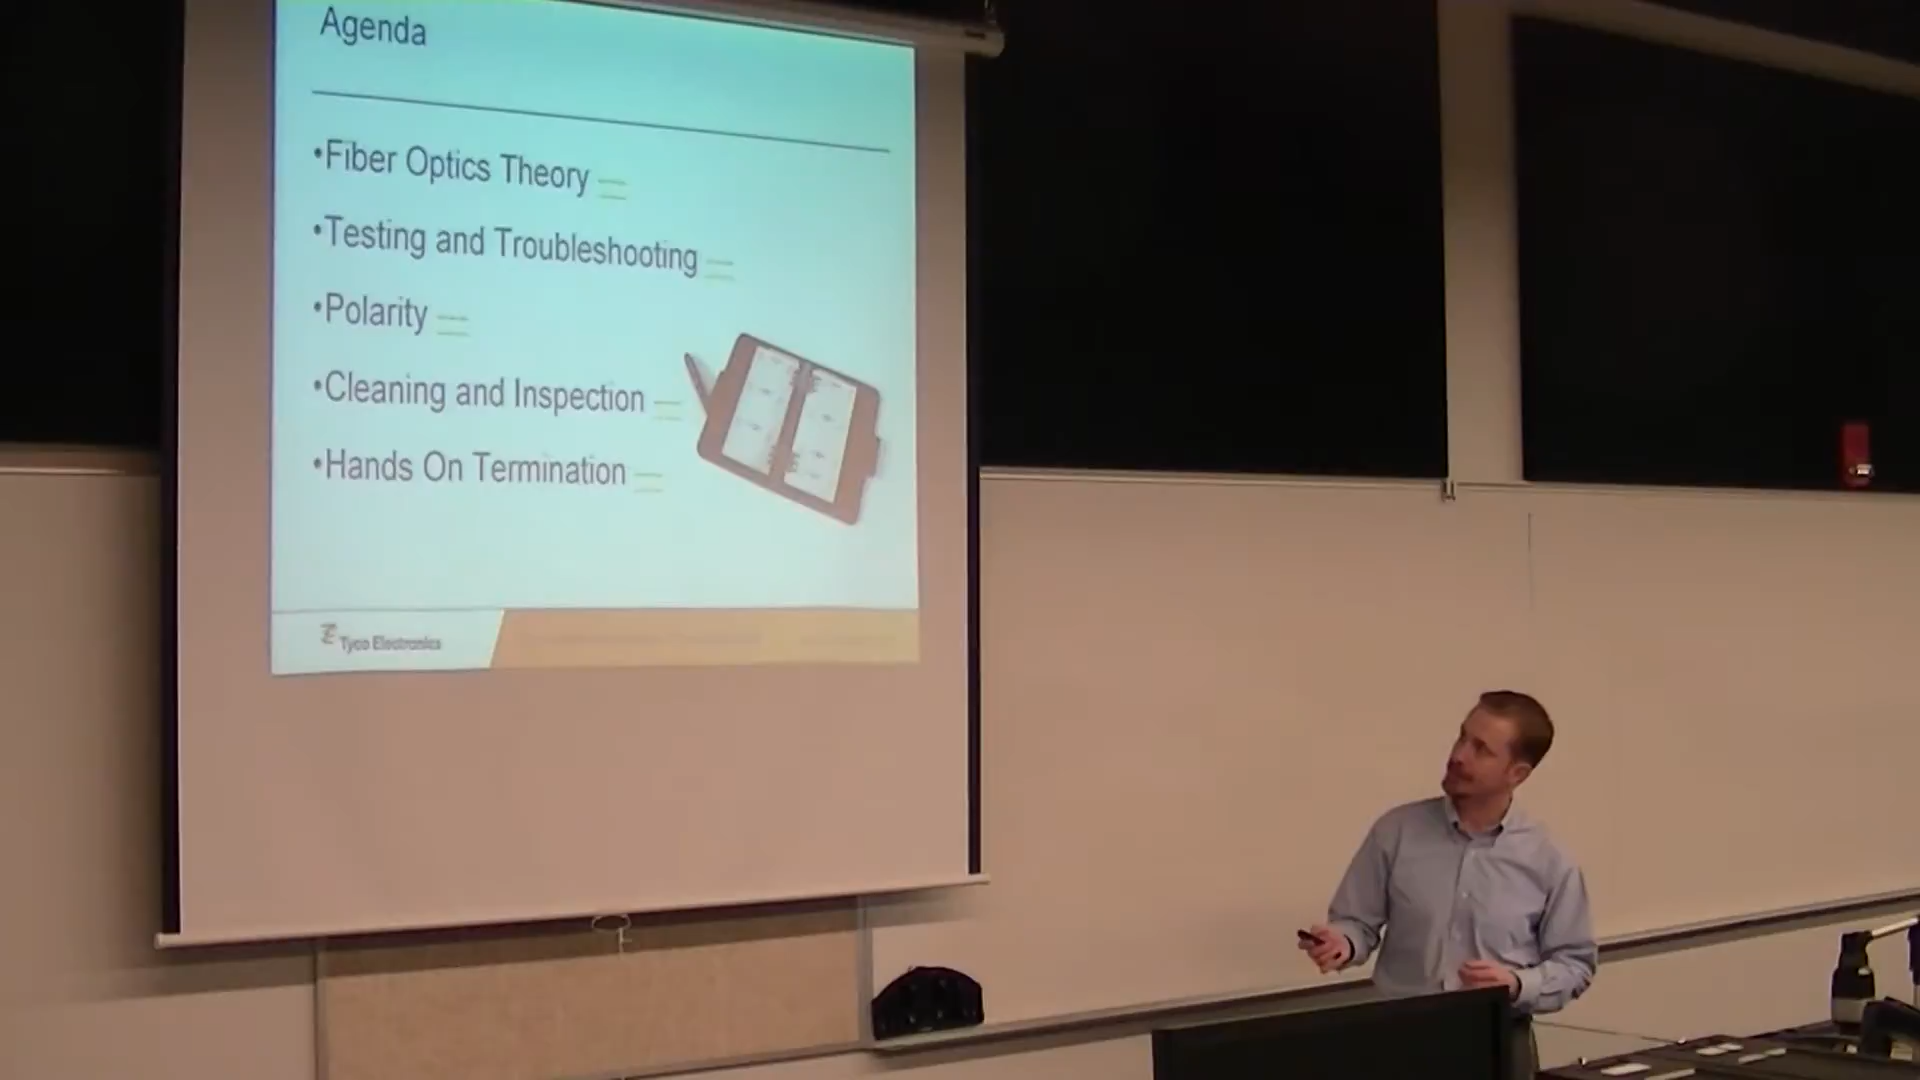 Agenda
•Fiber Optics Theory
•Testing and Troubleshooting
•Polarity
•Cleaning and Inspection
•Hands On Termination
Tyco Electronics